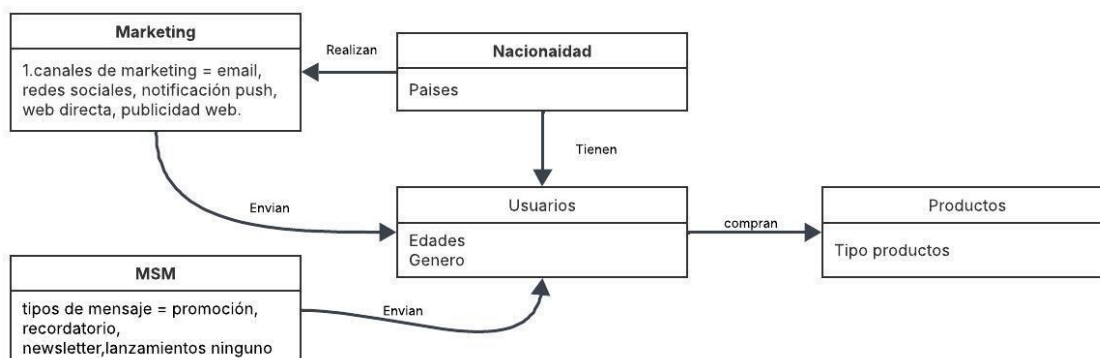 Marketing
1.canales de marketing = email,
redes sociales, notificación push,
web directa, publicidad web.
Realizan
Nacionaidad
Paises
Tienen
Envian
Usuarios
Edades
Genero
compran
Productos
Tipo productos
MSM
tipos de mensaje = promoción,
recordatorio,
newsletter,lanzamientos ninguno
Envian